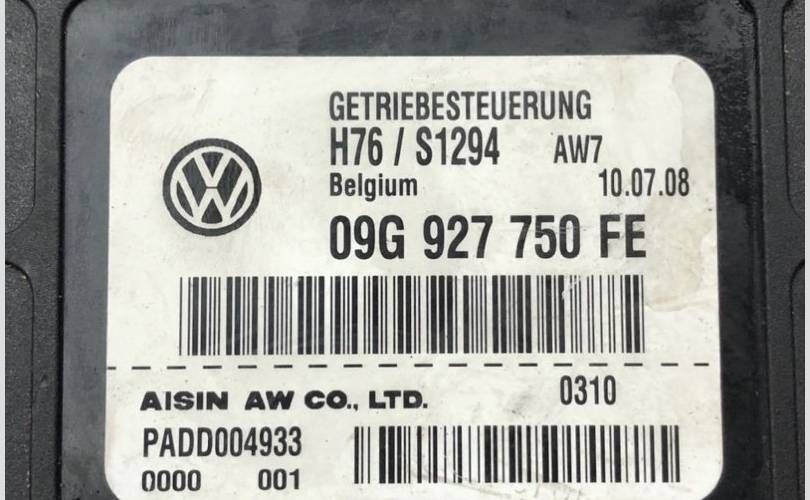 GETRIEBESTEUERUNG
H76 / S1294 AW7
Belgium 10.07.08
09G 927 750 FE
AISIN AW CO., LTD. 0310
PADD004933
0000 001